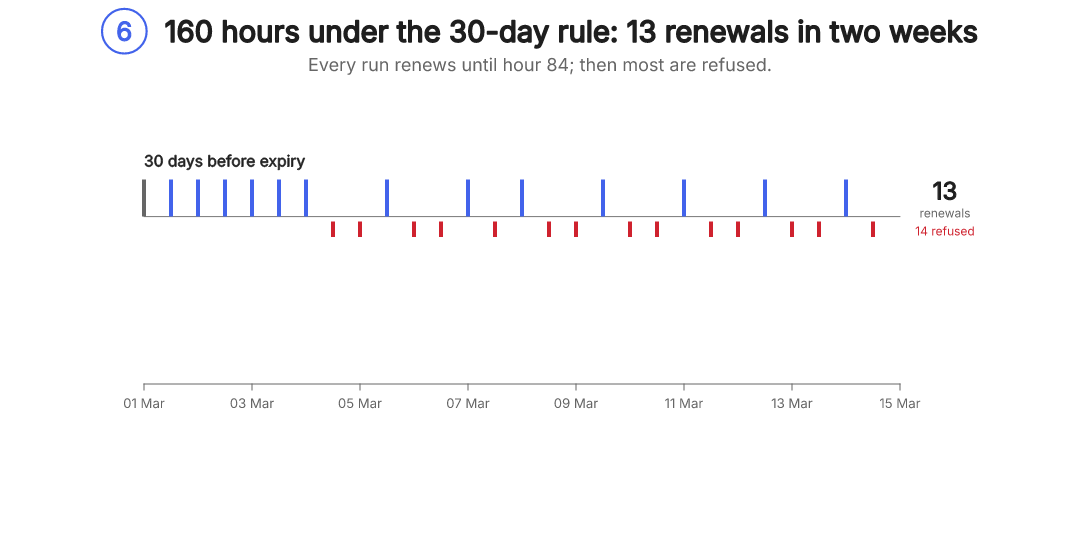 6 160 hours under the 30-day rule: 13 renewals in two weeks
Every run renews until hour 84; then most are refused.
30 days before expiry
13
renewals
14 refused
01 Mar 03 Mar 05 Mar 07 Mar 09 Mar 11 Mar 13 Mar 15 Mar